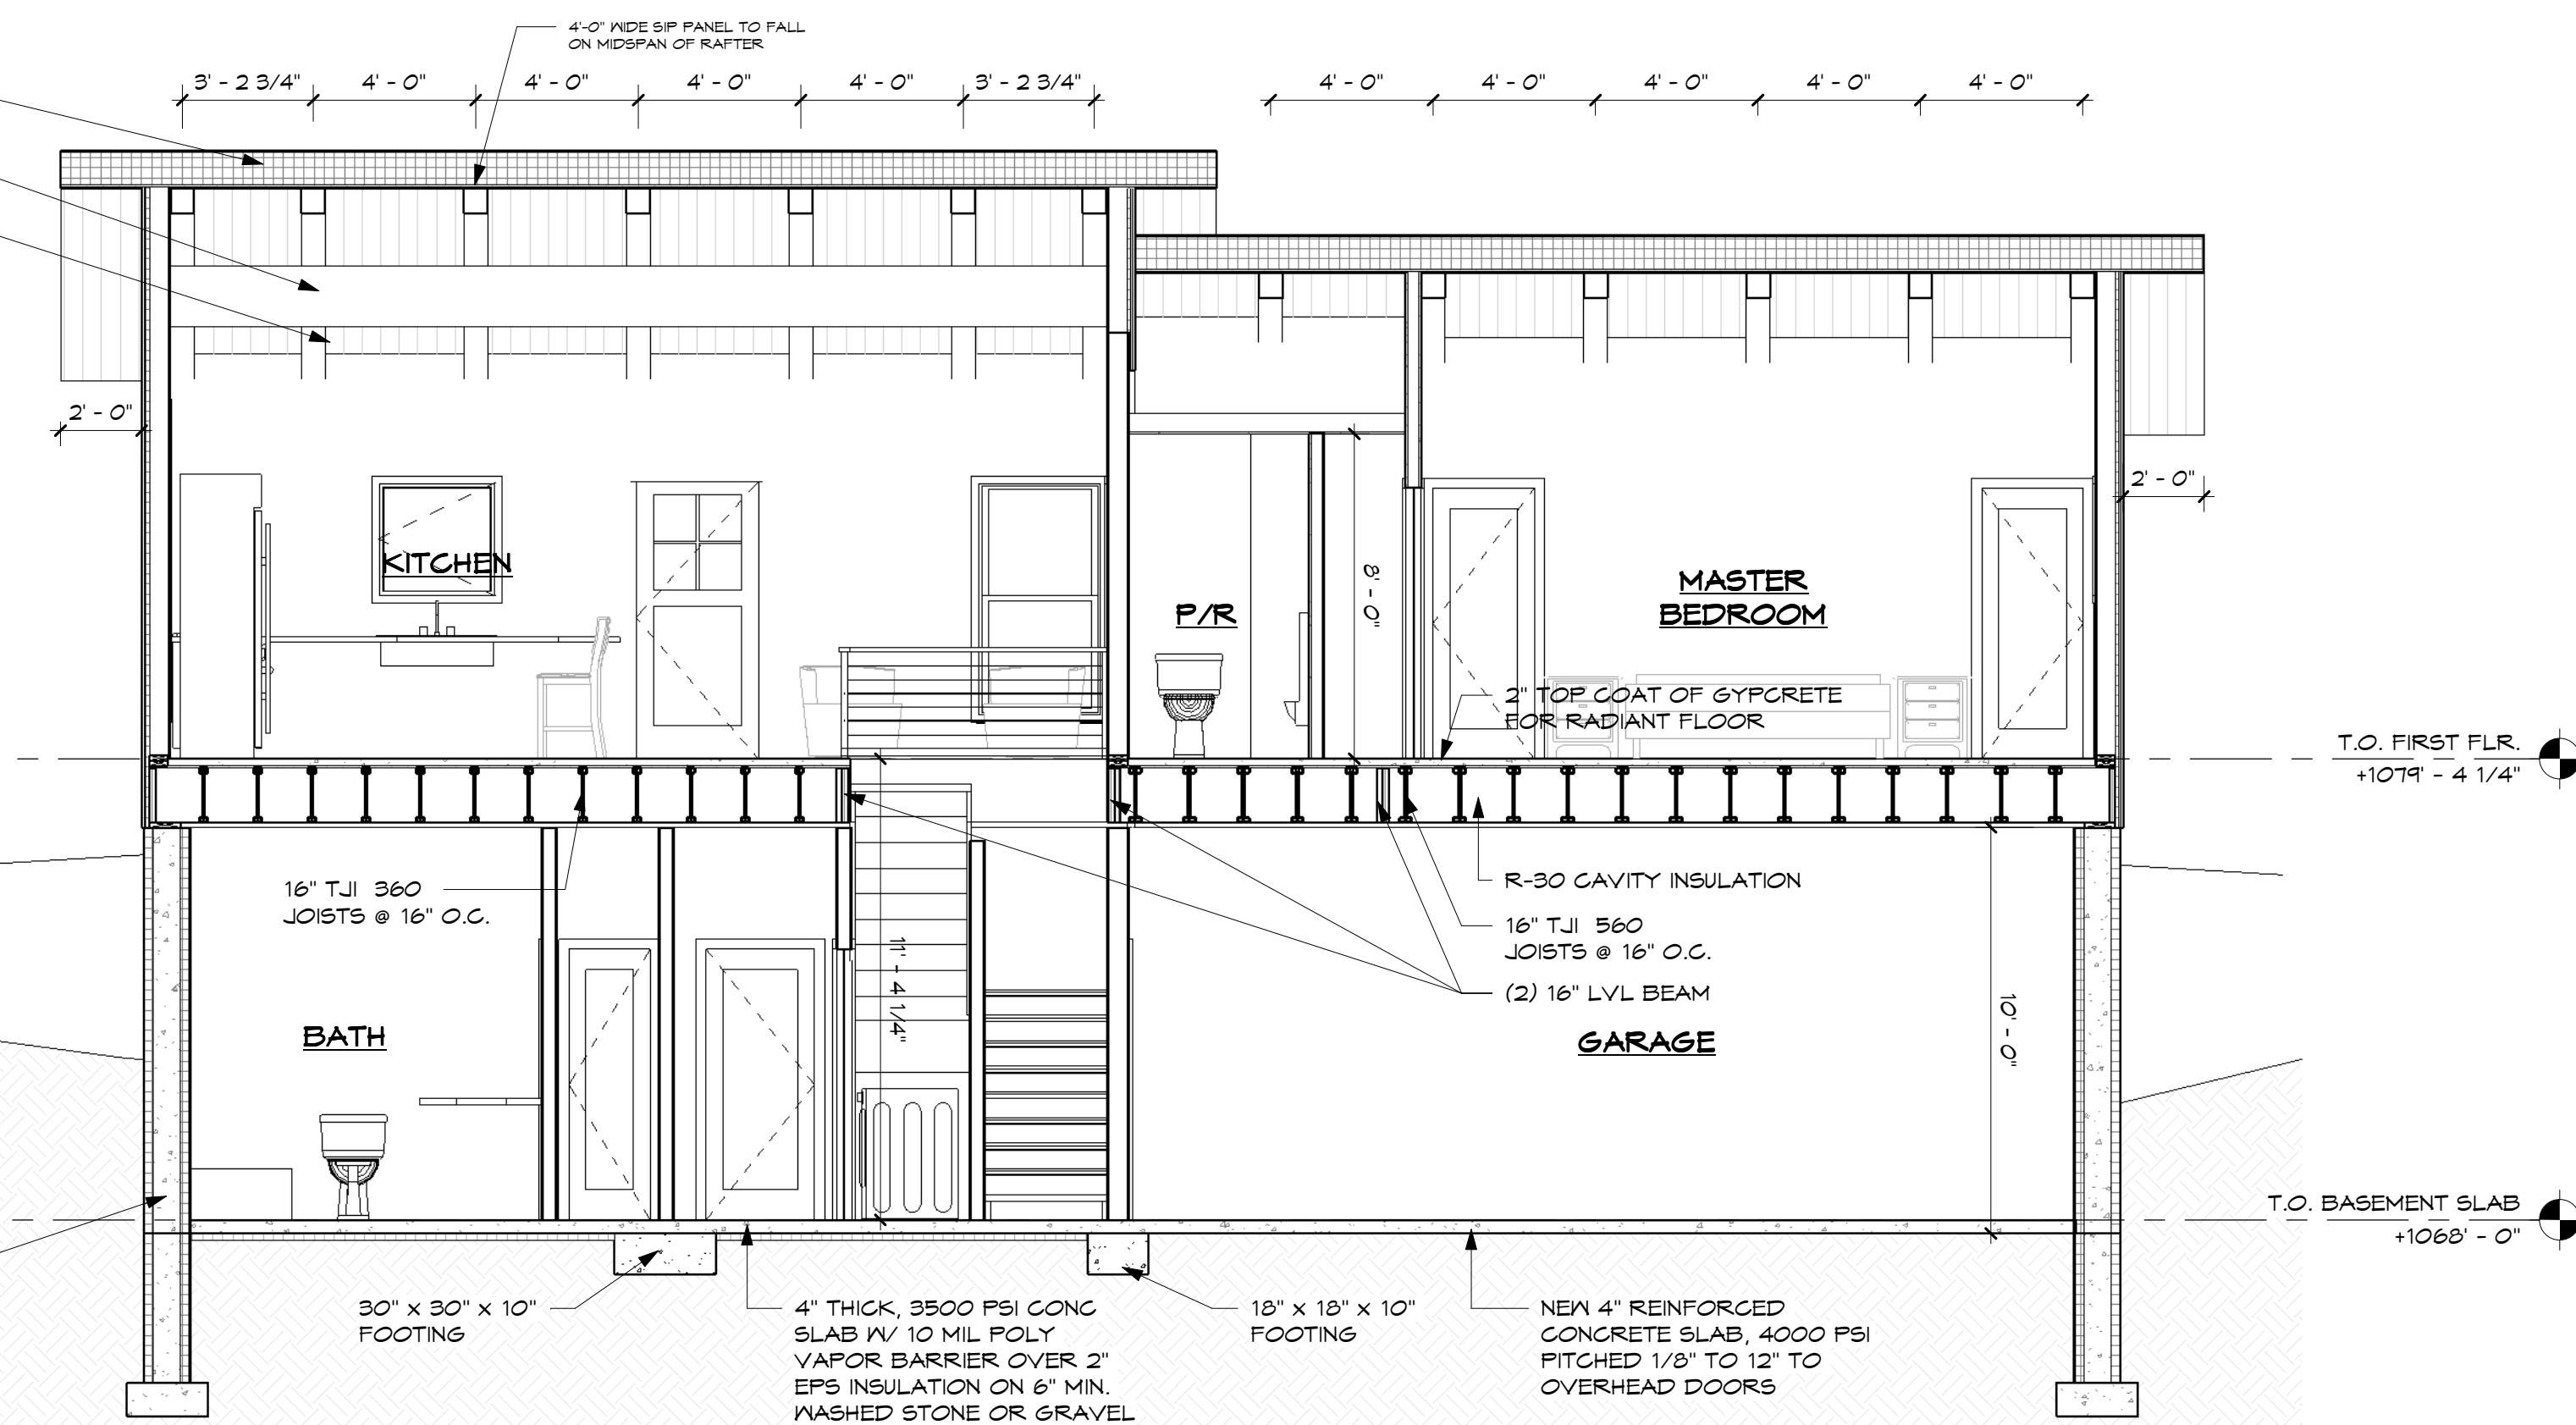 4'-0" WIDE SIP PANEL TO FALL
ON MIDSPAN OF RAFTER
3' - 2 3/4"
4' - 0"
4' - 0"
4' - 0"
4' - 0"
3' - 2 3/4"
4' - 0"
4' - 0"
4' - 0"
4' - 0"
4' - 0"
2' - 0"
2' - 0"
KITCHEN
8' - 0"
P/R
MASTER
BEDROOM
2" TOP COAT OF GYPCRETE
FOR RADIANT FLOOR
T.O. FIRST FLR.
+1079' - 4 1/4"
16" TJI 360
JOISTS @ 16" O.C.
R-30 CAVITY INSULATION
16" TJI 560
JOISTS @ 16" O.C.
(2) 16" LVL BEAM
11' - 4 1/4"
10' - 0"
BATH
GARAGE
T.O. BASEMENT SLAB
+1068' - 0"
30" x 30" x 10"
FOOTING
4" THICK, 3500 PSI CONC
SLAB W/ 10 MIL POLY
VAPOR BARRIER OVER 2"
EPS INSULATION ON 6" MIN.
WASHED STONE OR GRAVEL
18" x 18" x 10"
FOOTING
NEW 4" REINFORCED
CONCRETE SLAB, 4000 PSI
PITCHED 1/8" TO 12" TO
OVERHEAD DOORS